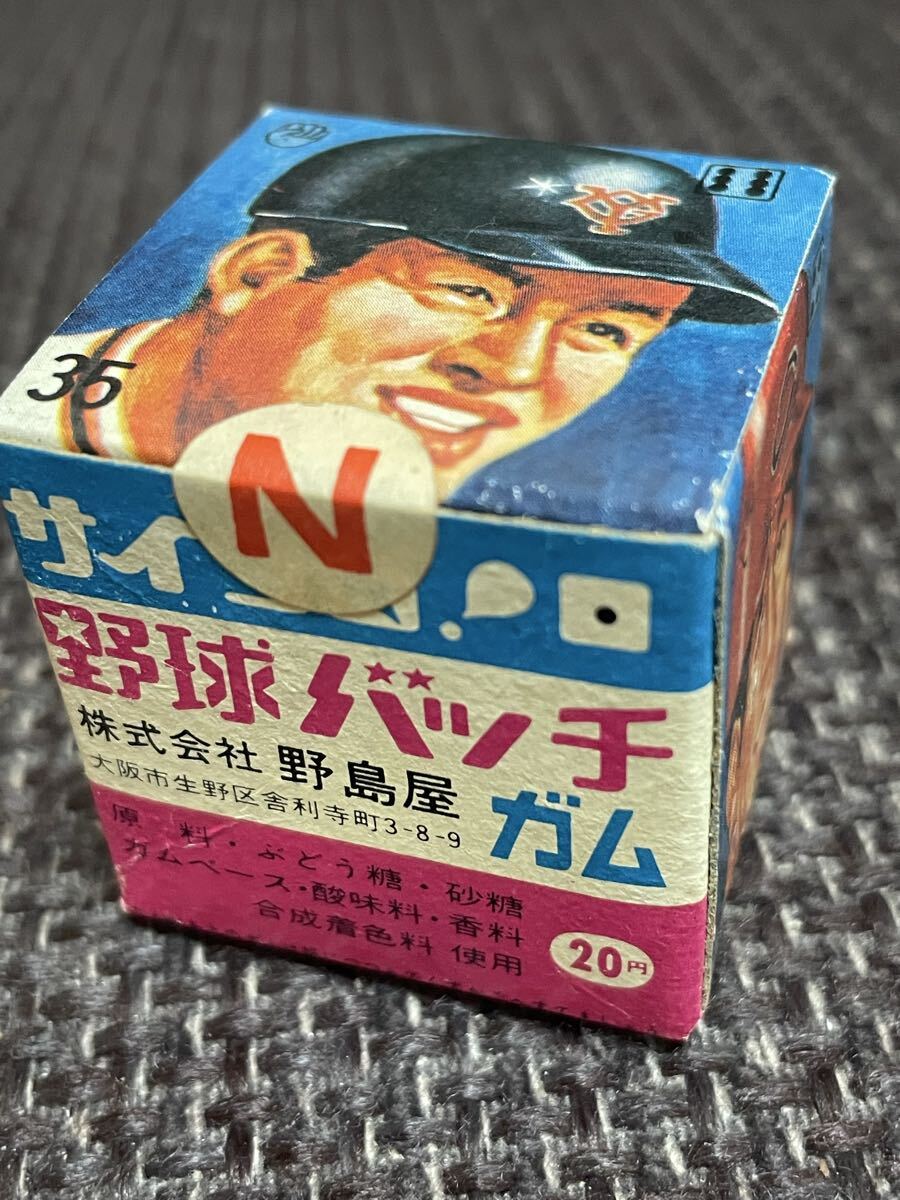 YG
35
N
サイ
野球バッチ
株式会社 野島屋
大阪市生野区舎利寺町3-8-9
ガム
原料・ぶどう糖・砂糖
ガムベース・酸味料・香料
合成着色料 使用
20円